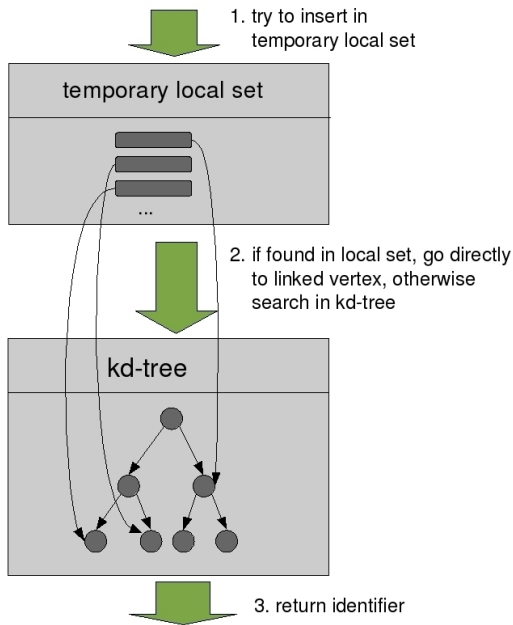 1. try to insert in
temporary local set
temporary local set
...
2. if found in local set, go directly
to linked vertex, otherwise
search in kd-tree
kd-tree
3. return identifier